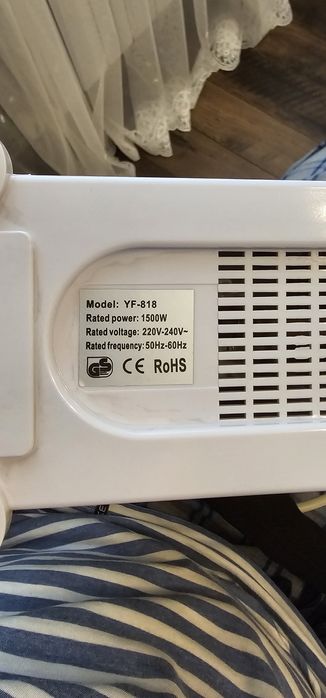 Model: YF-818
Rated power: 1500W
Rated voltage: 220V-240V~
Rated frequency: 50Hz-60Hz
GS CE RoHS